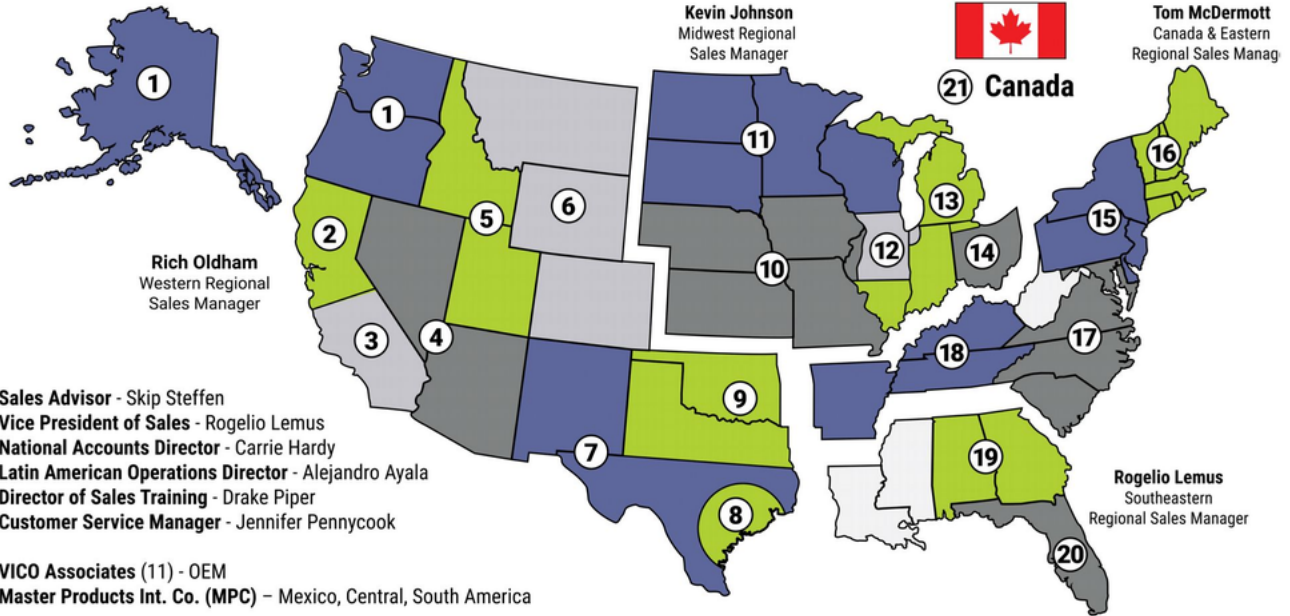 Kevin Johnson
Midwest Regional
Sales Manager
21 Canada
Tom McDermott
Canada & Eastern
Regional Sales Manag
1
1
2
3
4
5
6
11
10
12
13
14
15
16
17
18
9
7
8
19
20
Rich Oldham
Western Regional
Sales Manager
Sales Advisor - Skip Steffen
Vice President of Sales - Rogelio Lemus
National Accounts Director - Carrie Hardy
Latin American Operations Director - Alejandro Ayala
Director of Sales Training - Drake Piper
Customer Service Manager - Jennifer Pennycook
VICO Associates (11) - OEM
Master Products Int. Co. (MPC) – Mexico, Central, South America
Rogelio Lemus
Southeastern
Regional Sales Manager